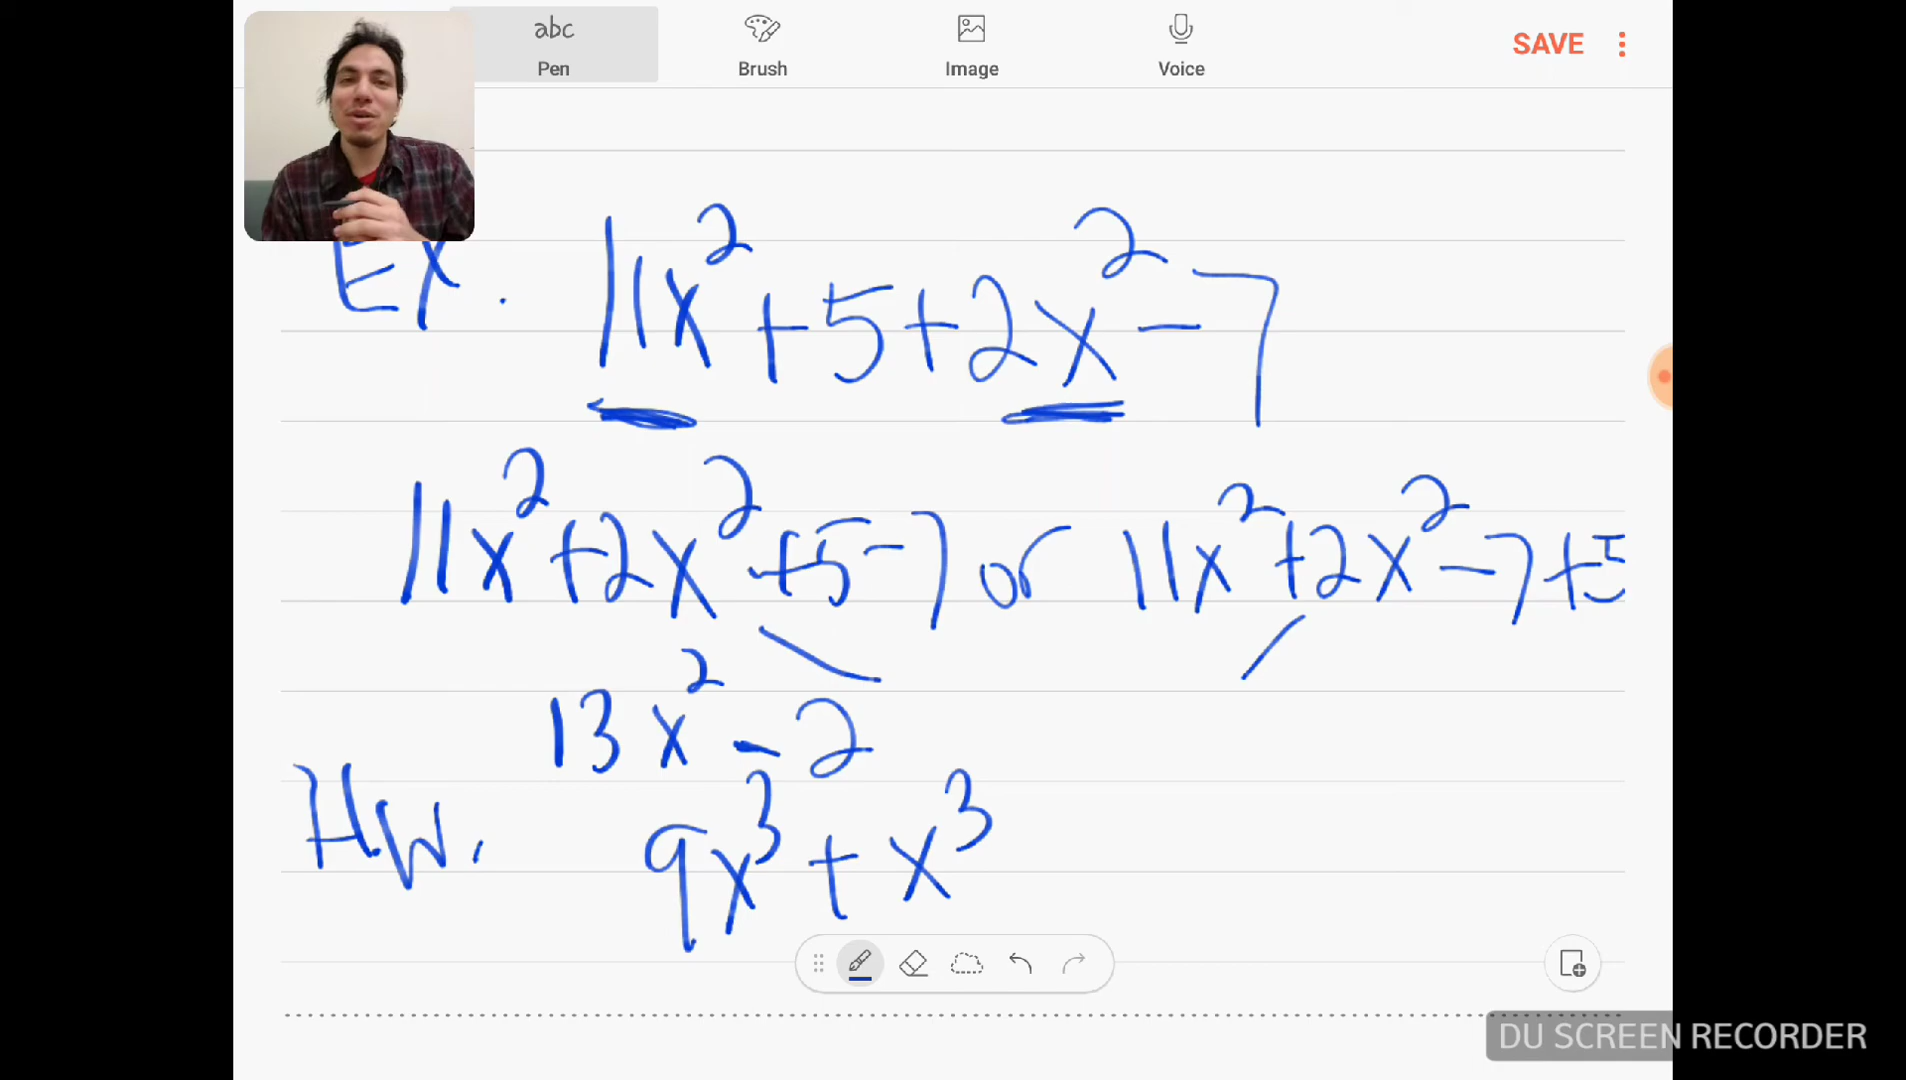 abc
Pen
Brush
Image
Voice
SAVE
Ex. 11x² + 5 + 2x² - 7
11x² + 2x² + 5 - 7 or 11x² + 2x² - 7 + 5
13x² - 2
HW. 9x³ + x³
DU SCREEN RECORDER